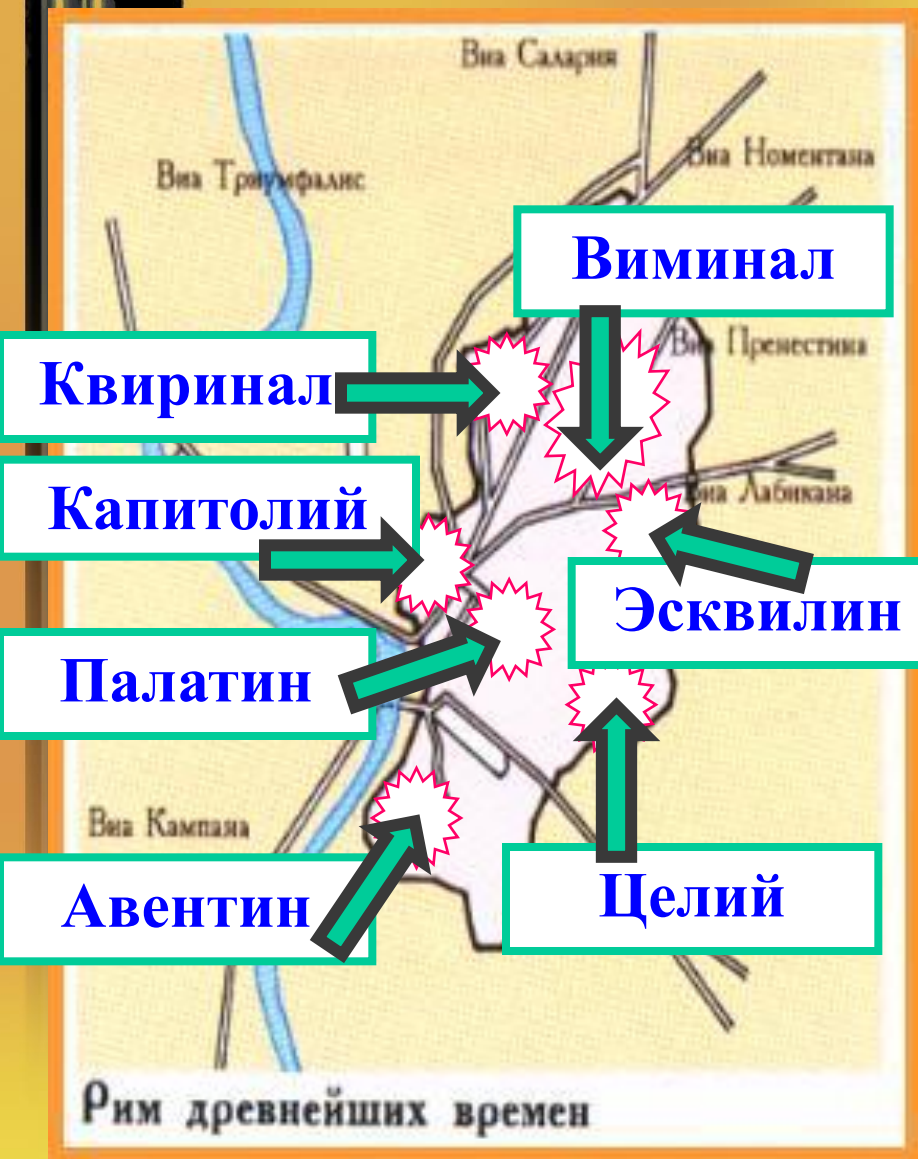 Виа Салария
Виа Номентана
Виа Триумфалис
Виминал
Виа Пренестина
Квиринал
Капитолий
Виа Лабикана
Эсквилин
Палатин
Виа Кампана
Авентин
Целий
Рим древнейших времен